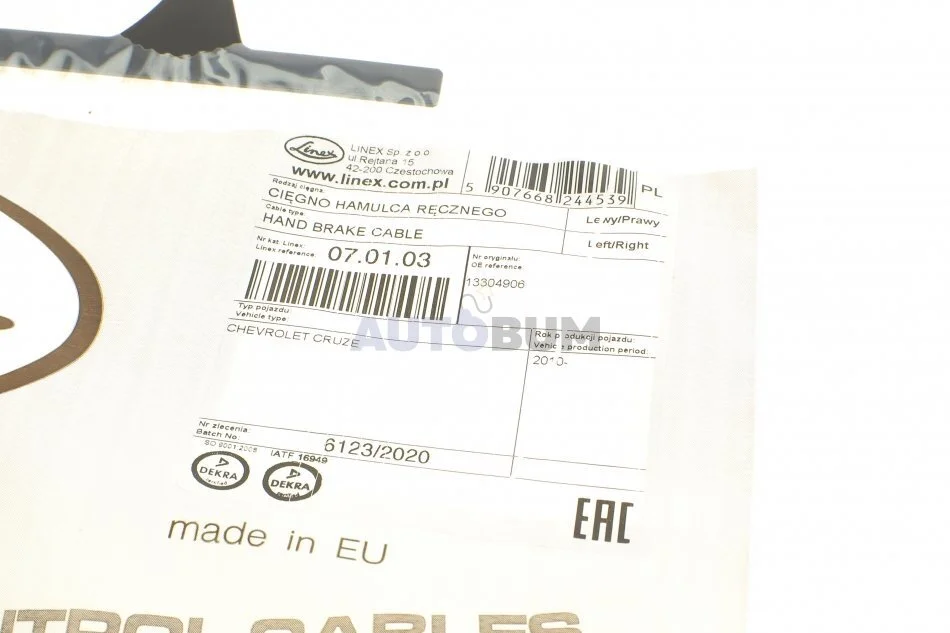 Linex
LINEX Sp. z o.o
ul.Rejtana 15
42-200 Czestochowa
www.linex.com.pl
5 907668 244539
PL
Rodzaj cięgna:
CIĘGNO HAMULCA RĘCZNEGO
Lewy/Prawy
Cable type:
HAND BRAKE CABLE
Left/Right
Nr kat. Linex:
Linex reference:
07.01.03
Nr oryginału:
OE reference:
13304906
Typ pojazdu:
Vehicle type:
CHEVROLET CRUZE
Rok produkcji pojazdu:
Vehicle production period:
2010-
AUTOBUM
Nr zlecenia
Batch No:
6123/2020
ISO 9001:2008
IATF 16949
DEKRA
DEKRA
EAC
made in EU
NTROL CABLES